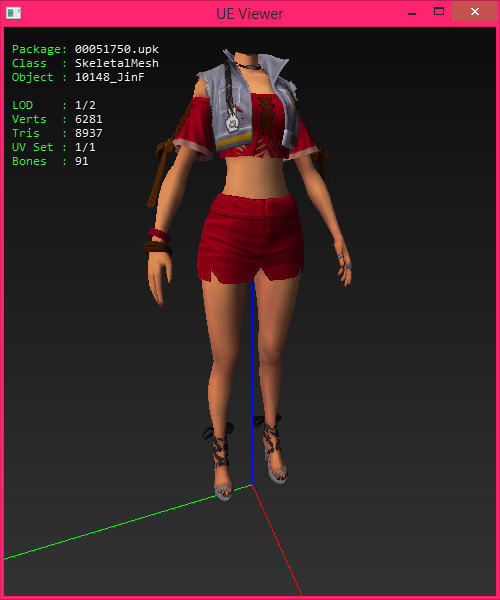 UE Viewer
Package: 00051750.upk
Class : SkeletalMesh
Object : 10148_JinF
LOD : 1/2
Verts : 6281
Tris : 8937
UV Set : 1/1
Bones : 91